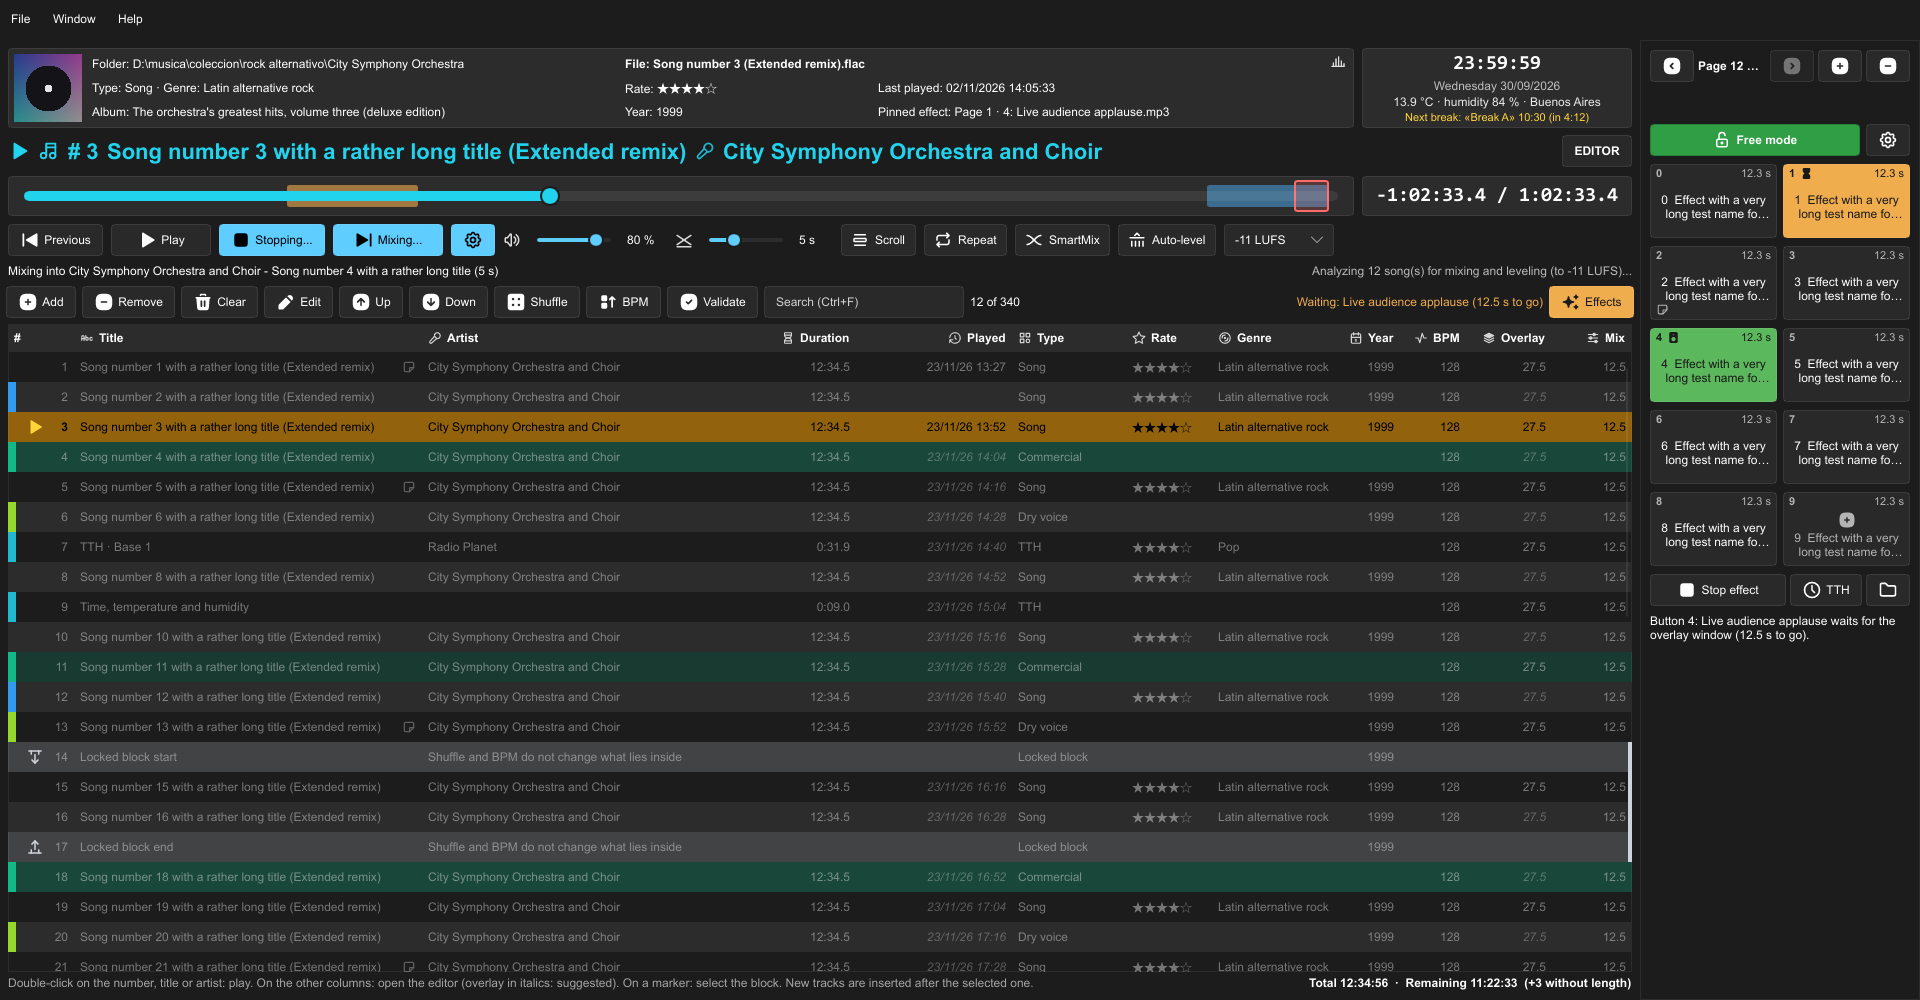 File Window Help
Folder: D:\musica\coleccion\rock alternativo\City Symphony Orchestra
File: Song number 3 (Extended remix).flac
Type: Song · Genre: Latin alternative rock
Rate: ★★★★☆
Last played: 02/11/2026 14:05:33
Album: The orchestra's greatest hits, volume three (deluxe edition)
Year: 1999
Pinned effect: Page 1 · 4: Live audience applause.mp3
23:59:59
Wednesday 30/09/2026
13.9 °C · humidity 84 % · Buenos Aires
Next break: «Break A» 10:30 (in 4:12)
# 3 Song number 3 with a rather long title (Extended remix) City Symphony Orchestra and Choir
EDITOR
-1:02:33.4 / 1:02:33.4
Previous Play Stopping... Mixing... 80 % 5 s Scroll Repeat SmartMix Auto-level -11 LUFS
Mixing into City Symphony Orchestra and Choir - Song number 4 with a rather long title (5 s)
Analyzing 12 song(s) for mixing and leveling (to -11 LUFS)...
Add Remove Clear Edit Up Down Shuffle BPM Validate Search (Ctrl+F) 12 of 340
Waiting: Live audience applause (12.5 s to go) Effects
# Abc Title Artist Duration Played Type Rate Genre Year BPM Overlay Mix
1 Song number 1 with a rather long title (Extended remix) City Symphony Orchestra and Choir 12:34.5 23/11/26 13:27 Song ★★★★☆ Latin alternative rock 1999 128 27.5 12.5
2 Song number 2 with a rather long title (Extended remix) City Symphony Orchestra and Choir 12:34.5 Song ★★★★☆ Latin alternative rock 1999 128 27.5 12.5
3 Song number 3 with a rather long title (Extended remix) City Symphony Orchestra and Choir 12:34.5 23/11/26 13:52 Song ★★★★☆ Latin alternative rock 1999 128 27.5 12.5
4 Song number 4 with a rather long title (Extended remix) City Symphony Orchestra and Choir 12:34.5 23/11/26 14:04 Commercial 128 27.5 12.5
5 Song number 5 with a rather long title (Extended remix) City Symphony Orchestra and Choir 12:34.5 23/11/26 14:16 Song ★★★★☆ Latin alternative rock 1999 128 27.5 12.5
6 Song number 6 with a rather long title (Extended remix) City Symphony Orchestra and Choir 12:34.5 23/11/26 14:28 Dry voice 1999 128 27.5 12.5
7 TTH · Base 1 Radio Planet 0:31.9 23/11/26 14:40 TTH ★★★★☆ Pop 128 27.5 12.5
8 Song number 8 with a rather long title (Extended remix) City Symphony Orchestra and Choir 12:34.5 23/11/26 14:52 Song ★★★★☆ Latin alternative rock 1999 128 27.5 12.5
9 Time, temperature and humidity 0:09.0 23/11/26 15:04 TTH 128 27.5 12.5
10 Song number 10 with a rather long title (Extended remix) City Symphony Orchestra and Choir 12:34.5 23/11/26 15:16 Song ★★★★☆ Latin alternative rock 1999 128 27.5 12.5
11 Song number 11 with a rather long title (Extended remix) City Symphony Orchestra and Choir 12:34.5 23/11/26 15:28 Commercial 128 27.5 12.5
12 Song number 12 with a rather long title (Extended remix) City Symphony Orchestra and Choir 12:34.5 23/11/26 15:40 Song ★★★★☆ Latin alternative rock 1999 128 27.5 12.5
13 Song number 13 with a rather long title (Extended remix) City Symphony Orchestra and Choir 12:34.5 23/11/26 15:52 Dry voice 1999 128 27.5 12.5
14 Locked block start Shuffle and BPM do not change what lies inside Locked block 1999
15 Song number 15 with a rather long title (Extended remix) City Symphony Orchestra and Choir 12:34.5 23/11/26 16:16 Song ★★★★☆ Latin alternative rock 1999 128 27.5 12.5
16 Song number 16 with a rather long title (Extended remix) City Symphony Orchestra and Choir 12:34.5 23/11/26 16:28 Song ★★★★☆ Latin alternative rock 1999 128 27.5 12.5
17 Locked block end Shuffle and BPM do not change what lies inside Locked block 1999
18 Song number 18 with a rather long title (Extended remix) City Symphony Orchestra and Choir 12:34.5 23/11/26 16:52 Commercial 128 27.5 12.5
19 Song number 19 with a rather long title (Extended remix) City Symphony Orchestra and Choir 12:34.5 23/11/26 17:04 Song ★★★★☆ Latin alternative rock 1999 128 27.5 12.5
20 Song number 20 with a rather long title (Extended remix) City Symphony Orchestra and Choir 12:34.5 23/11/26 17:16 Dry voice 1999 128 27.5 12.5
21 Song number 21 with a rather long title (Extended remix) City Symphony Orchestra and Choir 12:34.5 23/11/26 17:28 Song ★★★★☆ Latin alternative rock 1999 128 27.5 12.5
Double-click on the number, title or artist: play. On the other columns: open the editor (overlay in italics: suggested). On a marker: select the block. New tracks are inserted after the selected one.
Total 12:34:56 · Remaining 11:22:33 (+3 without length)
Page 12 ...
Free mode
0 12.3 s
0 Effect with a very
long test name fo...
1 12.3 s
1 Effect with a very
long test name fo...
2 12.3 s
2 Effect with a very
long test name fo...
3 12.3 s
3 Effect with a very
long test name fo...
4 12.3 s
4 Effect with a very
long test name fo...
5 12.3 s
5 Effect with a very
long test name fo...
6 12.3 s
6 Effect with a very
long test name fo...
7 12.3 s
7 Effect with a very
long test name fo...
8 12.3 s
8 Effect with a very
long test name fo...
9 12.3 s
9 Effect with a very
long test name fo...
Stop effect TTH
Button 4: Live audience applause waits for the
overlay window (12.5 s to go).